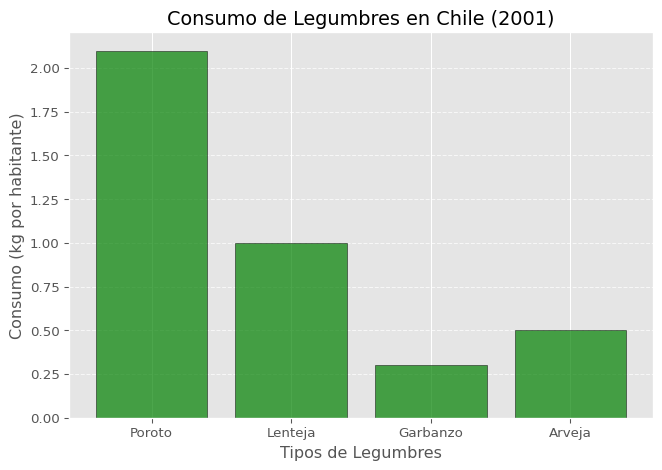 Consumo de Legumbres en Chile (2001)
Consumo (kg por habitante)
2.00
1.75
1.50
1.25
1.00
0.75
0.50
0.25
0.00
Poroto Lenteja Garbanzo Arveja
Tipos de Legumbres